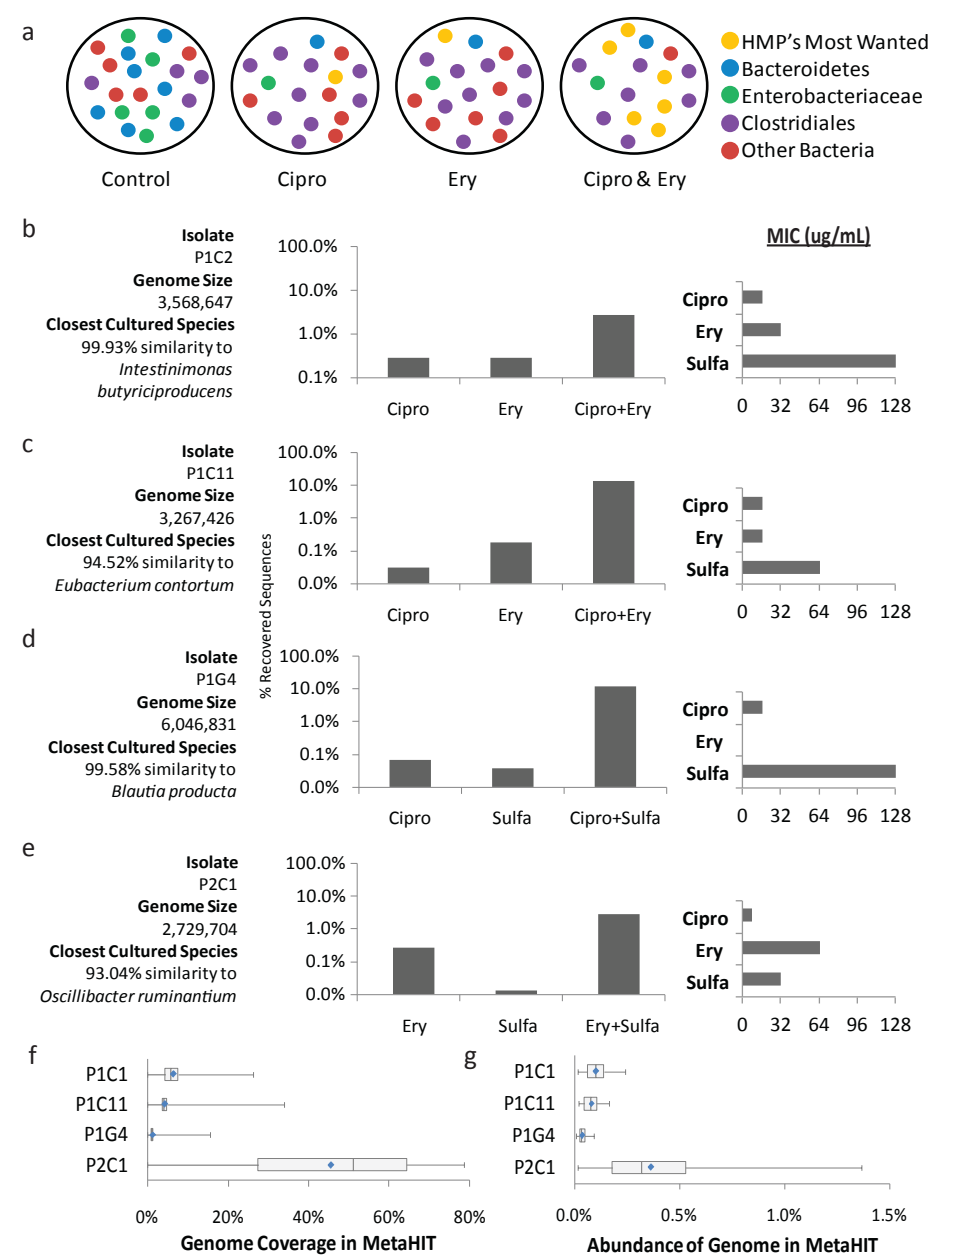 a
HMP's Most Wanted
Bacteroidetes
Enterobacteriaceae
Clostridiales
Other Bacteria
Control
Cipro
Ery
Cipro & Ery
b
Isolate
P1C2
Genome Size
3,568,647
Closest Cultured Species
99.93% similarity to
Intestinimonas
butyriciproducens
100.0%
10.0%
1.0%
0.1%
Cipro
Ery
Cipro+Ery
MIC (ug/mL)
Cipro
Ery
Sulfa
0 32 64 96 128
c
Isolate
P1C11
Genome Size
3,267,426
Closest Cultured Species
94.52% similarity to
Eubacterium contortum
% Recovered Sequences
100.0%
10.0%
1.0%
0.1%
0.0%
Cipro
Ery
Cipro+Ery
Cipro
Ery
Sulfa
0 32 64 96 128
d
Isolate
P1G4
Genome Size
6,046,831
Closest Cultured Species
99.58% similarity to
Blautia producta
100.0%
10.0%
1.0%
0.1%
0.0%
Cipro
Sulfa
Cipro+Sulfa
Cipro
Ery
Sulfa
0 32 64 96 128
e
Isolate
P2C1
Genome Size
2,729,704
Closest Cultured Species
93.04% similarity to
Oscillibacter ruminantium
100.0%
10.0%
1.0%
0.1%
0.0%
Ery
Sulfa
Ery+Sulfa
Cipro
Ery
Sulfa
0 32 64 96 128
f
P1C1
P1C11
P1G4
P2C1
0% 20% 40% 60% 80%
Genome Coverage in MetaHIT
g
P1C1
P1C11
P1G4
P2C1
0.0% 0.5% 1.0% 1.5%
Abundance of Genome in MetaHIT